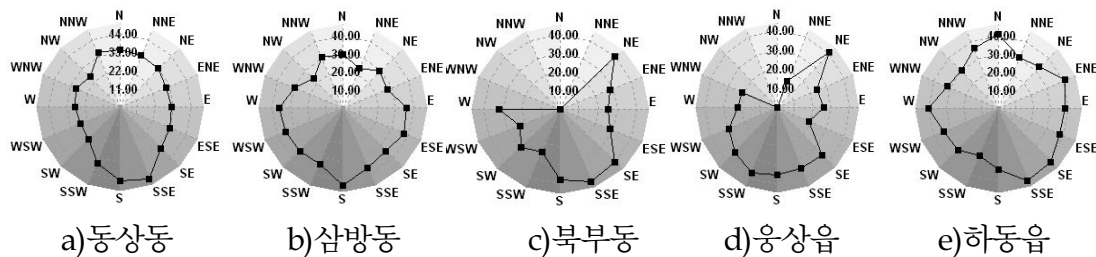 N
NNW NNE
44.00
NW NE
33.00
WNW 22.00 ENE
11.00
W E
WSW ESE
SW SE
SSW SSE
S
a)동상동
N
NNW NNE
40.00
NW NE
30.00
WNW 20.00 ENE
10.00
W E
WSW ESE
SW SE
SSW SSE
S
b)삼방동
N
NNW NNE
40.00
NW NE
30.00
WNW 20.00 ENE
10.00
W E
WSW ESE
SW SE
SSW SSE
S
c)북부동
N
NNW NNE
40.00
NW NE
30.00
WNW 20.00 ENE
10.00
W E
WSW ESE
SW SE
SSW SSE
S
d)웅상읍
N
NNW NNE
40.00
NW NE
30.00
WNW 20.00 ENE
10.00
W E
WSW ESE
SW SE
SSW SSE
S
e)하동읍